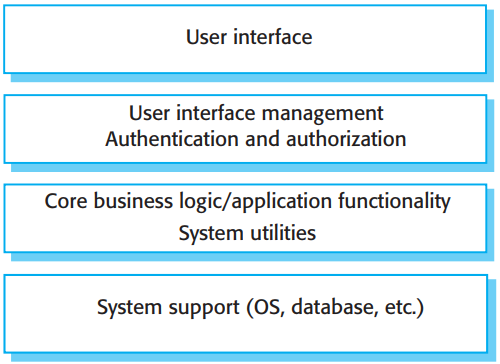 User interface
User interface management
Authentication and authorization
Core business logic/application functionality
System utilities
System support (OS, database, etc.)